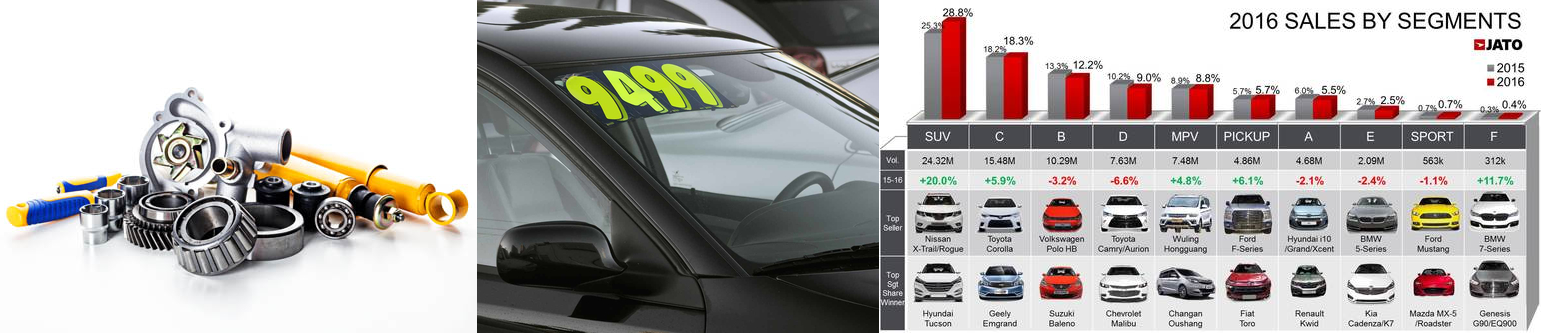 9499
2016 SALES BY SEGMENTS
JATO
2015
2016
25.3% 28.8% 18.2% 18.3% 13.3% 12.2% 10.2% 9.0% 8.9% 8.8% 5.7% 5.7% 6.0% 5.5% 2.7% 2.5% 0.7% 0.7% 0.3% 0.4%
SUV C B D MPV PICKUP A E SPORT F
Vol. 24.32M 15.48M 10.29M 7.63M 7.48M 4.86M 4.68M 2.09M 563k 312k
15-16 +20.0% +5.9% -3.2% -6.6% +4.8% +6.1% -2.1% -2.4% -1.1% +11.7%
Top
Seller
Nissan Toyota Volkswagen Toyota Wuling Ford Hyundai i10 BMW Ford BMW
X-Trail/Rogue Corolla Polo HB Camry/Aurion Hongguang F-Series /Grand/Xcent 5-Series Mustang 7-Series
Top
Sgt
Share
Winner
Hyundai Geely Suzuki Chevrolet Changan Fiat Renault Kia Mazda MX-5 Genesis
Tucson Emgrand Baleno Malibu Oushang Toro Kwid Cadenza/K7 /Roadster G90/EQ900